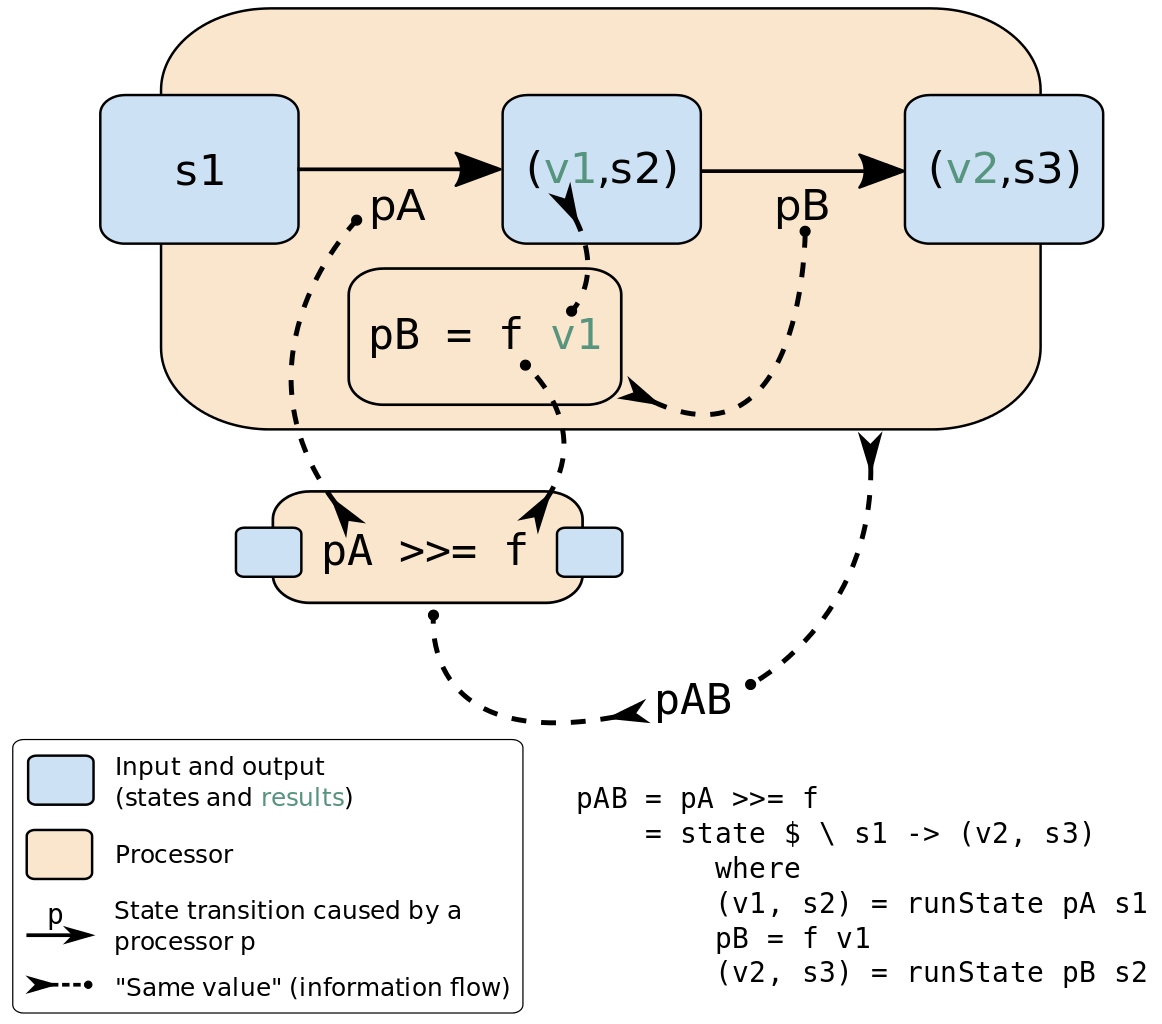 s1
(v1,s2)
(v2,s3)
pA
pB
pB = f v1
pA >>= f
pAB
Input and output
(states and results)
Processor
p
State transition caused by a
processor p
"Same value" (information flow)
pAB = pA >>= f
    = state $ \ s1 -> (v2, s3)
        where
        (v1, s2) = runState pA s1
        pB = f v1
        (v2, s3) = runState pB s2